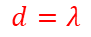 d = λ